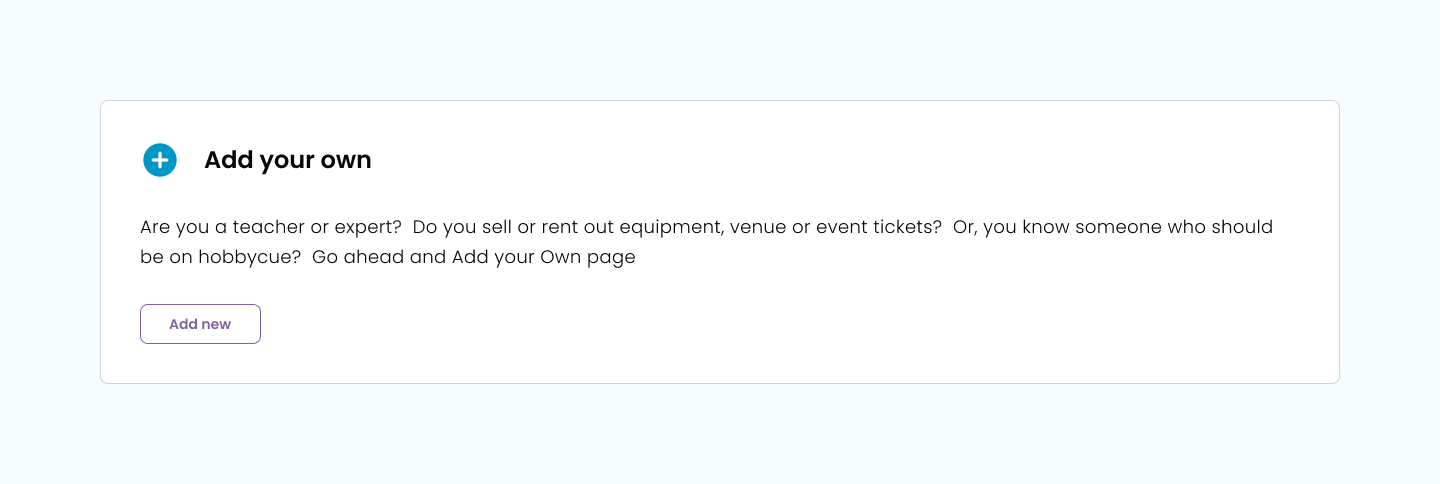 Add your own
Are you a teacher or expert?  Do you sell or rent out equipment, venue or event tickets?  Or, you know someone who should
be on hobbycue?  Go ahead and Add your Own page
Add new